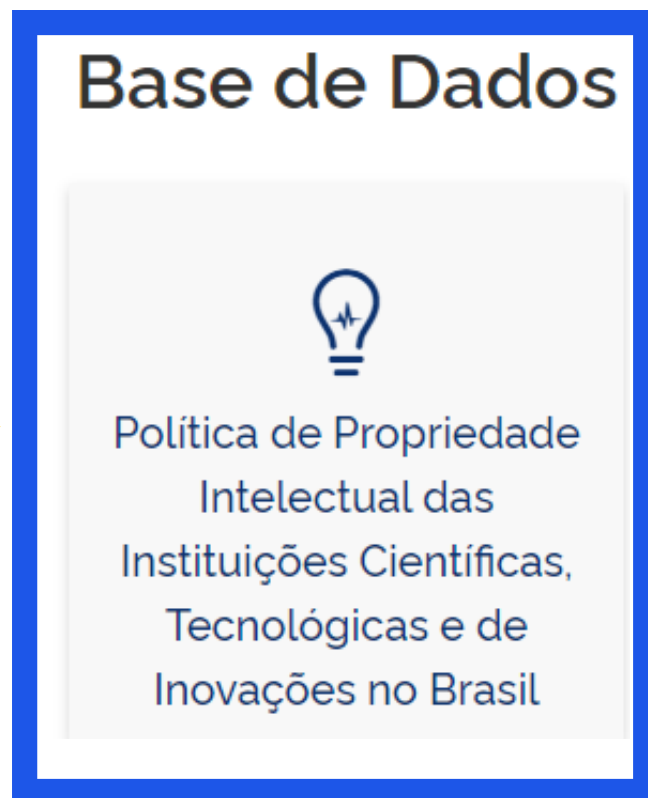 Base de Dados
Política de Propriedade
Intelectual das
Instituições Científicas,
Tecnológicas e de
Inovações no Brasil